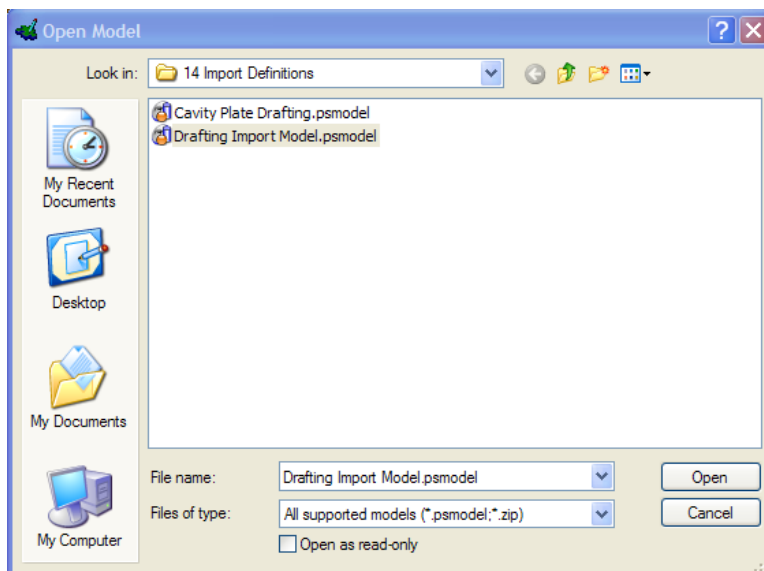 Open Model
Look in: 14 Import Definitions
Cavity Plate Drafting.psmodel
Drafting Import Model.psmodel
My Recent
Documents
Desktop
My Documents
My Computer
File name: Drafting Import Model.psmodel Open
Files of type: All supported models (*.psmodel;*.zip) Cancel
Open as read-only